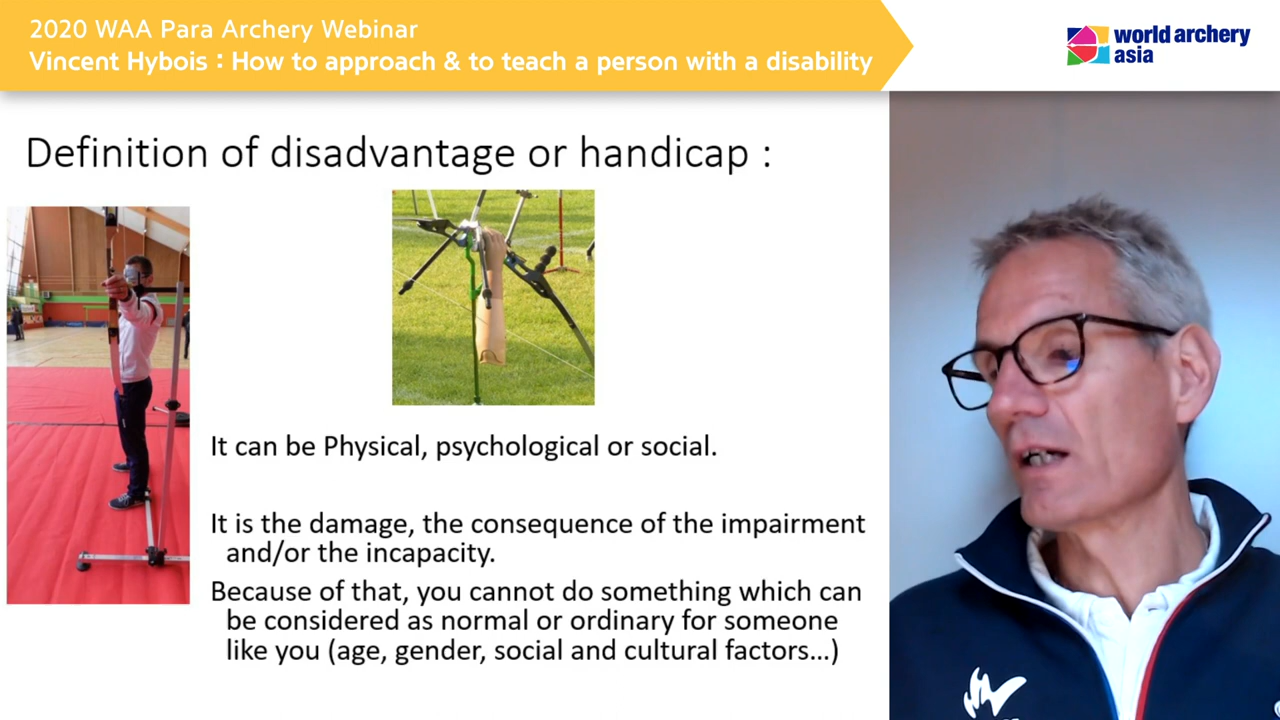 2020 WAA Para Archery Webinar
Vincent Hybois : How to approach & to teach a person with a disability
world archery
asia
Definition of disadvantage or handicap :
It can be Physical, psychological or social.
It is the damage, the consequence of the impairment
and/or the incapacity.
Because of that, you cannot do something which can
be considered as normal or ordinary for someone
like you (age, gender, social and cultural factors...)